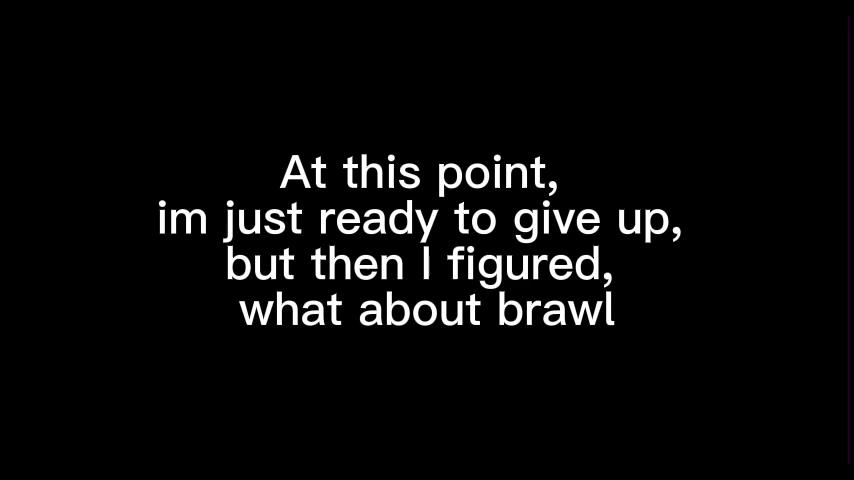 At this point,
im just ready to give up,
but then I figured,
what about brawl